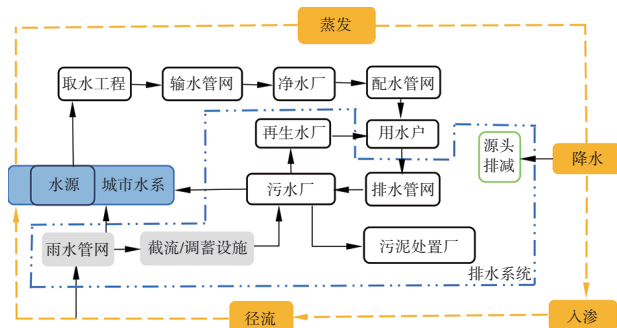 蒸发
取水工程
输水管网
净水厂
配水管网
再生水厂
用水户
源头
排减
降水
水源
城市水系
污水厂
排水管网
雨水管网
截流/调蓄设施
污泥处置厂
排水系统
径流
入渗